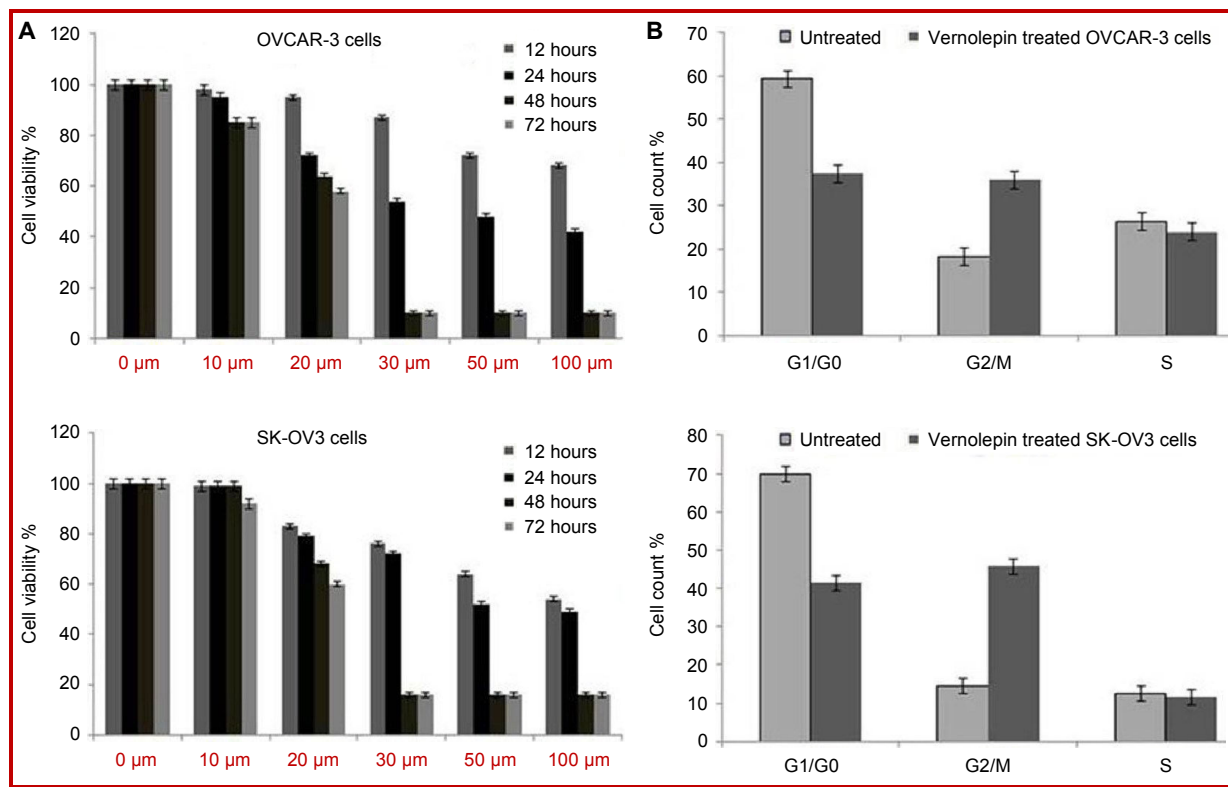 A
OVCAR-3 cells
12 hours
24 hours
48 hours
72 hours
Cell viability %
120
100
80
60
40
20
0
0 µm 10 µm 20 µm 30 µm 50 µm 100 µm
B
Untreated Vernolepin treated OVCAR-3 cells
Cell count %
70
60
50
40
30
20
10
0
G1/G0 G2/M S
SK-OV3 cells
12 hours
24 hours
48 hours
72 hours
Cell viability %
120
100
80
60
40
20
0
0 µm 10 µm 20 µm 30 µm 50 µm 100 µm
Untreated Vernolepin treated SK-OV3 cells
Cell count %
80
70
60
50
40
30
20
10
0
G1/G0 G2/M S